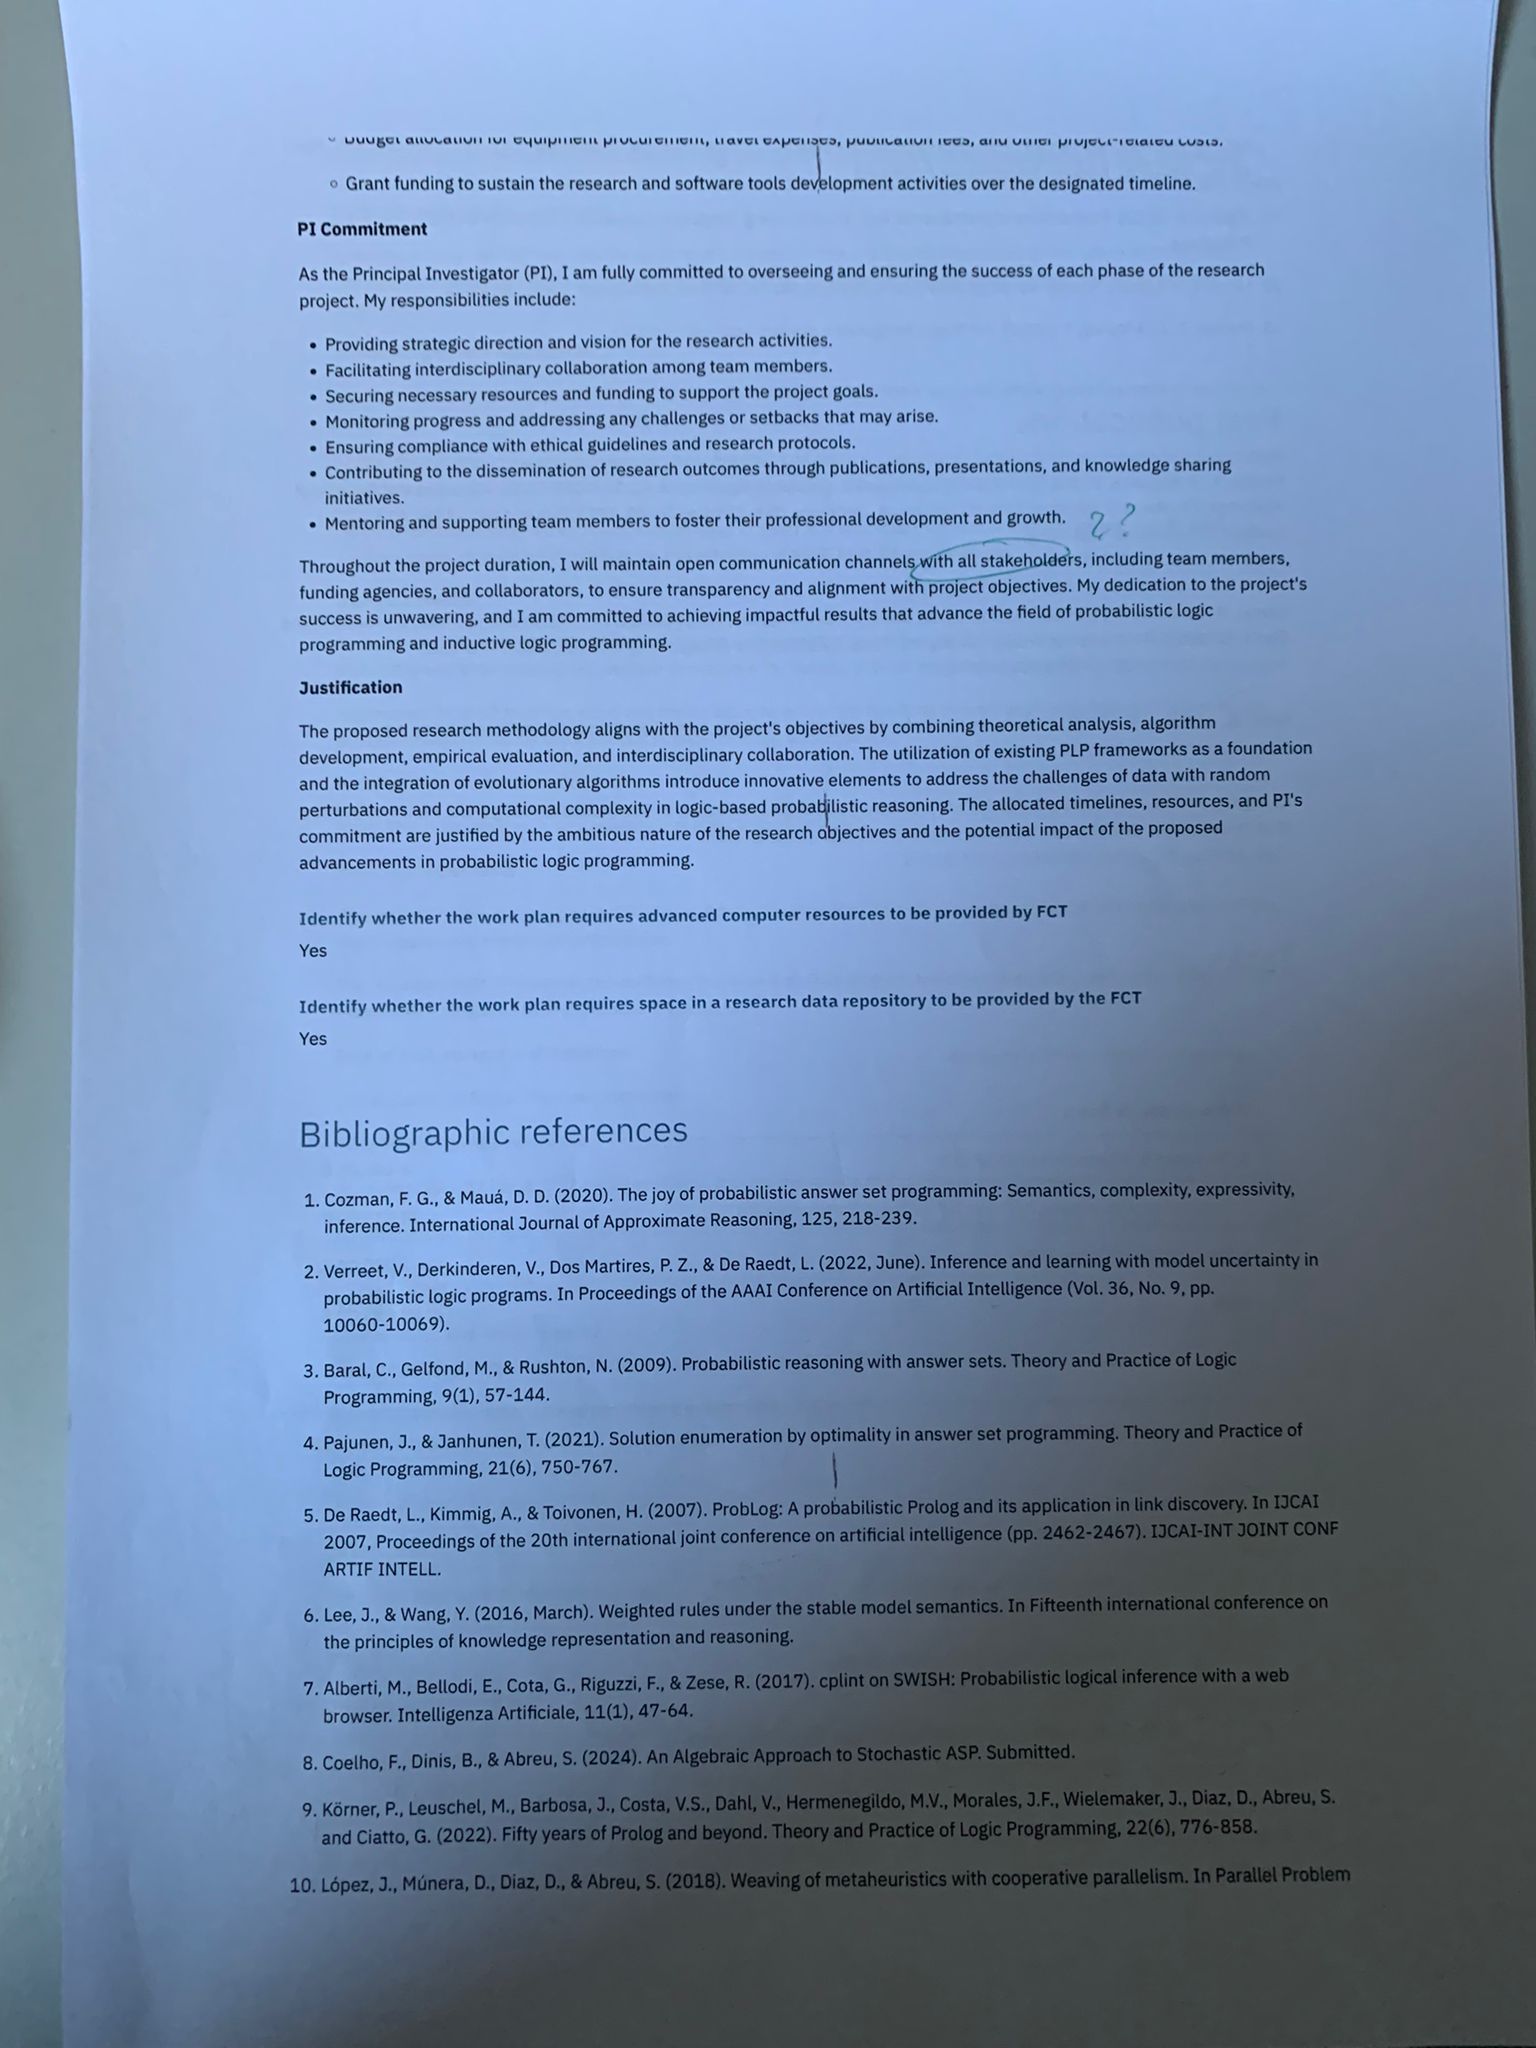 Budget allocation for equipment procurement, travel expenses, publication fees, and other project-related costs.
Grant funding to sustain the research and software tools development activities over the designated timeline.
PI Commitment
As the Principal Investigator (PI), I am fully committed to overseeing and ensuring the success of each phase of the research
project. My responsibilities include:
Providing strategic direction and vision for the research activities.
Facilitating interdisciplinary collaboration among team members.
Securing necessary resources and funding to support the project goals.
Monitoring progress and addressing any challenges or setbacks that may arise.
Ensuring compliance with ethical guidelines and research protocols.
Contributing to the dissemination of research outcomes through publications, presentations, and knowledge sharing
initiatives.
Mentoring and supporting team members to foster their professional development and growth. ??
Throughout the project duration, I will maintain open communication channels with all stakeholders, including team members,
funding agencies, and collaborators, to ensure transparency and alignment with project objectives. My dedication to the project's
success is unwavering, and I am committed to achieving impactful results that advance the field of probabilistic logic
programming and inductive logic programming.
Justification
The proposed research methodology aligns with the project's objectives by combining theoretical analysis, algorithm
development, empirical evaluation, and interdisciplinary collaboration. The utilization of existing PLP frameworks as a foundation
and the integration of evolutionary algorithms introduce innovative elements to address the challenges of data with random
perturbations and computational complexity in logic-based probabilistic reasoning. The allocated timelines, resources, and PI's
commitment are justified by the ambitious nature of the research objectives and the potential impact of the proposed
advancements in probabilistic logic programming.
Identify whether the work plan requires advanced computer resources to be provided by FCT
Yes
Identify whether the work plan requires space in a research data repository to be provided by the FCT
Yes
Bibliographic references
1. Cozman, F. G., & Mauá, D. D. (2020). The joy of probabilistic answer set programming: Semantics, complexity, expressivity,
inference. International Journal of Approximate Reasoning, 125, 218-239.
2. Verreet, V., Derkinderen, V., Dos Martires, P. Z., & De Raedt, L. (2022, June). Inference and learning with model uncertainty in
probabilistic logic programs. In Proceedings of the AAAI Conference on Artificial Intelligence (Vol. 36, No. 9, pp.
10060-10069).
3. Baral, C., Gelfond, M., & Rushton, N. (2009). Probabilistic reasoning with answer sets. Theory and Practice of Logic
Programming, 9(1), 57-144.
4. Pajunen, J., & Janhunen, T. (2021). Solution enumeration by optimality in answer set programming. Theory and Practice of
Logic Programming, 21(6), 750-767.
5. De Raedt, L., Kimmig, A., & Toivonen, H. (2007). ProbLog: A probabilistic Prolog and its application in link discovery. In IJCAI
2007, Proceedings of the 20th international joint conference on artificial intelligence (pp. 2462-2467). IJCAI-INT JOINT CONF
ARTIF INTELL.
6. Lee, J., & Wang, Y. (2016, March). Weighted rules under the stable model semantics. In Fifteenth international conference on
the principles of knowledge representation and reasoning.
7. Alberti, M., Bellodi, E., Cota, G., Riguzzi, F., & Zese, R. (2017). cplint on SWISH: Probabilistic logical inference with a web
browser. Intelligenza Artificiale, 11(1), 47-64.
8. Coelho, F., Dinis, B., & Abreu, S. (2024). An Algebraic Approach to Stochastic ASP. Submitted.
9. Körner, P., Leuschel, M., Barbosa, J., Costa, V.S., Dahl, V., Hermenegildo, M.V., Morales, J.F., Wielemaker, J., Diaz, D., Abreu, S.
and Ciatto, G. (2022). Fifty years of Prolog and beyond. Theory and Practice of Logic Programming, 22(6), 776-858.
10. López, J., Múnera, D., Diaz, D., & Abreu, S. (2018). Weaving of metaheuristics with cooperative parallelism. In Parallel Problem